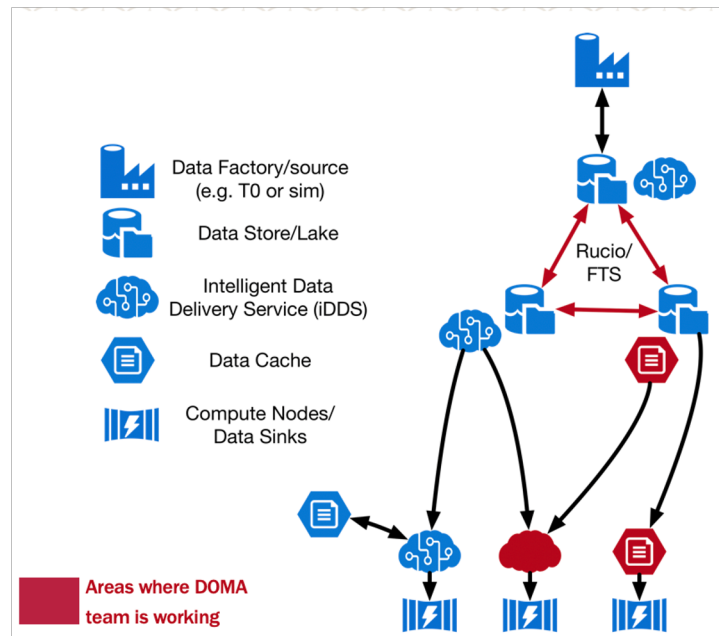 Data Factory/source
(e.g. T0 or sim)
Data Store/Lake
Intelligent Data
Delivery Service (iDDS)
Data Cache
Compute Nodes/
Data Sinks
Rucio/
FTS
Areas where DOMA
team is working